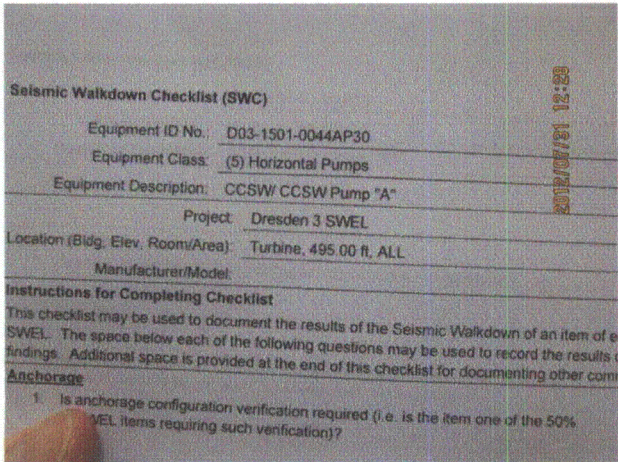 Seismic Walkdown Checklist (SWC)
Equipment ID No.: D03-1501-0044AP30
Equipment Class: (5) Horizontal Pumps
Equipment Description: CCSW/ CCSW Pump "A"
Project: Dresden 3 SWEL
Location (Bldg, Elev, Room/Area): Turbine, 495.00 ft, ALL
Manufacturer/Model:
Instructions for Completing Checklist
This checklist may be used to document the results of the Seismic Walkdown of an item of e
SWEL. The space below each of the following questions may be used to record the results o
findings. Additional space is provided at the end of this checklist for documenting other com
Anchorage
1. Is anchorage configuration verification required (i.e. is the item one of the 50%
items requiring such verification)?
12:29